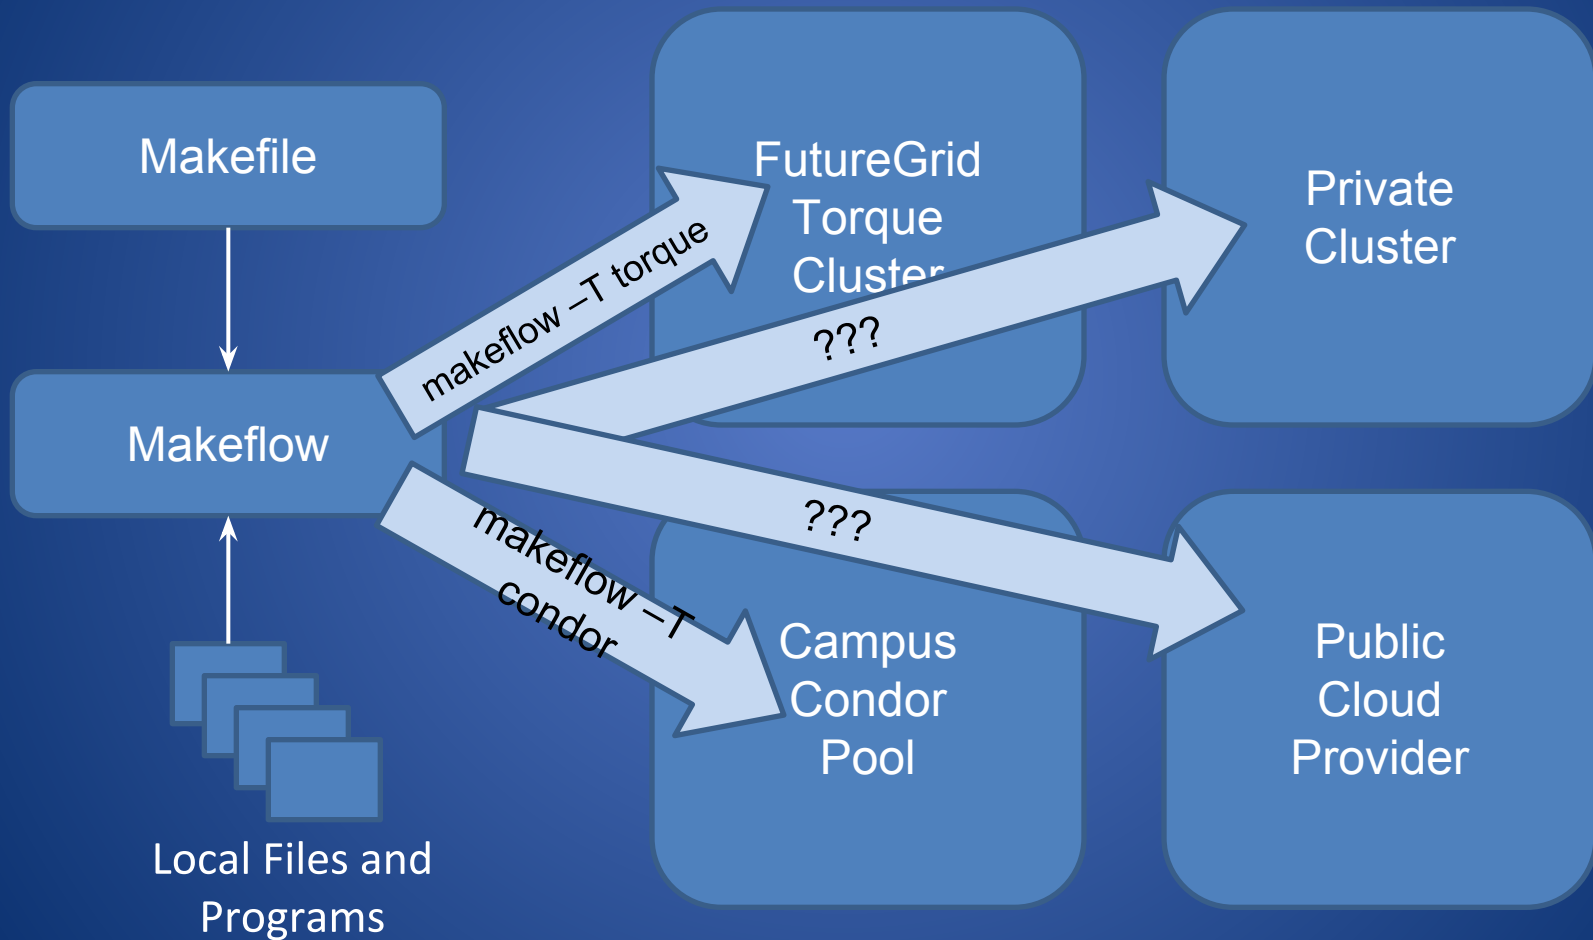 Makefile
FutureGrid
Torque
Cluster
Private
Cluster
makeflow –T torque
???
Makeflow
???
makeflow –T
condor
Campus
Condor
Pool
Public
Cloud
Provider
Local Files and
Programs